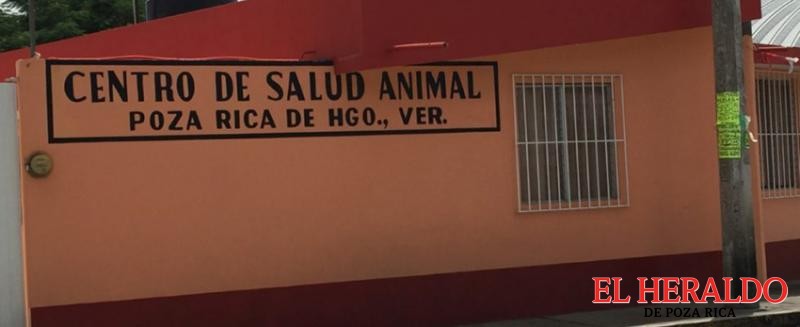 CENTRO DE SALUD ANIMAL
POZA RICA DE HGO., VER.
EL HERALDO
DE POZA RICA